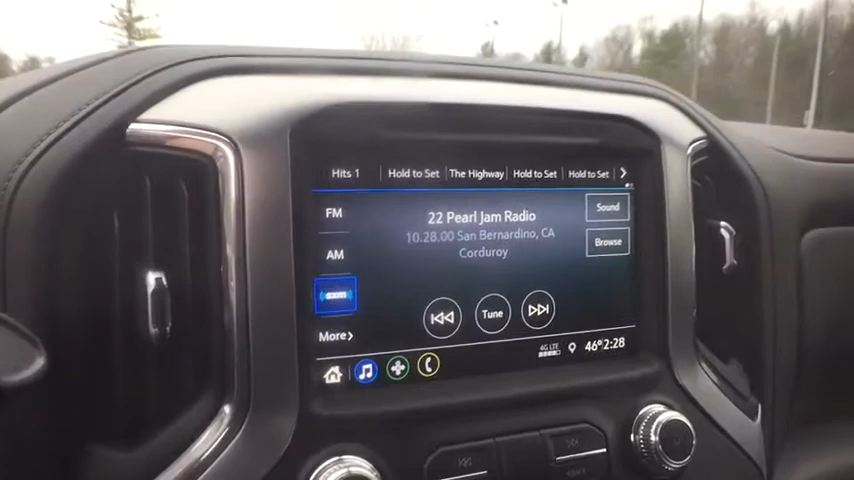 Hits 1 Hold to Set The Highway Hold to Set Hold to Set
FM
22 Pearl Jam Radio
Sound
10.28.00 San Bernardino, CA
AM
Corduroy
Browse
sxm
More
Tune
4G LTE
46° 2:28